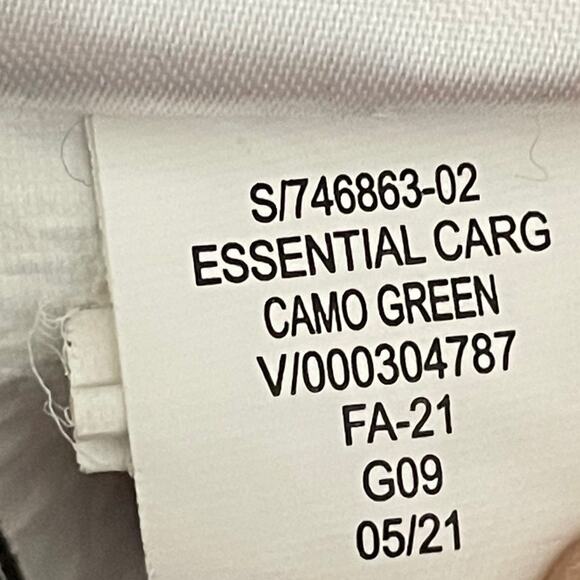 S/746863-02
ESSENTIAL CARG
CAMO GREEN
V/000304787
FA-21
G09
05/21